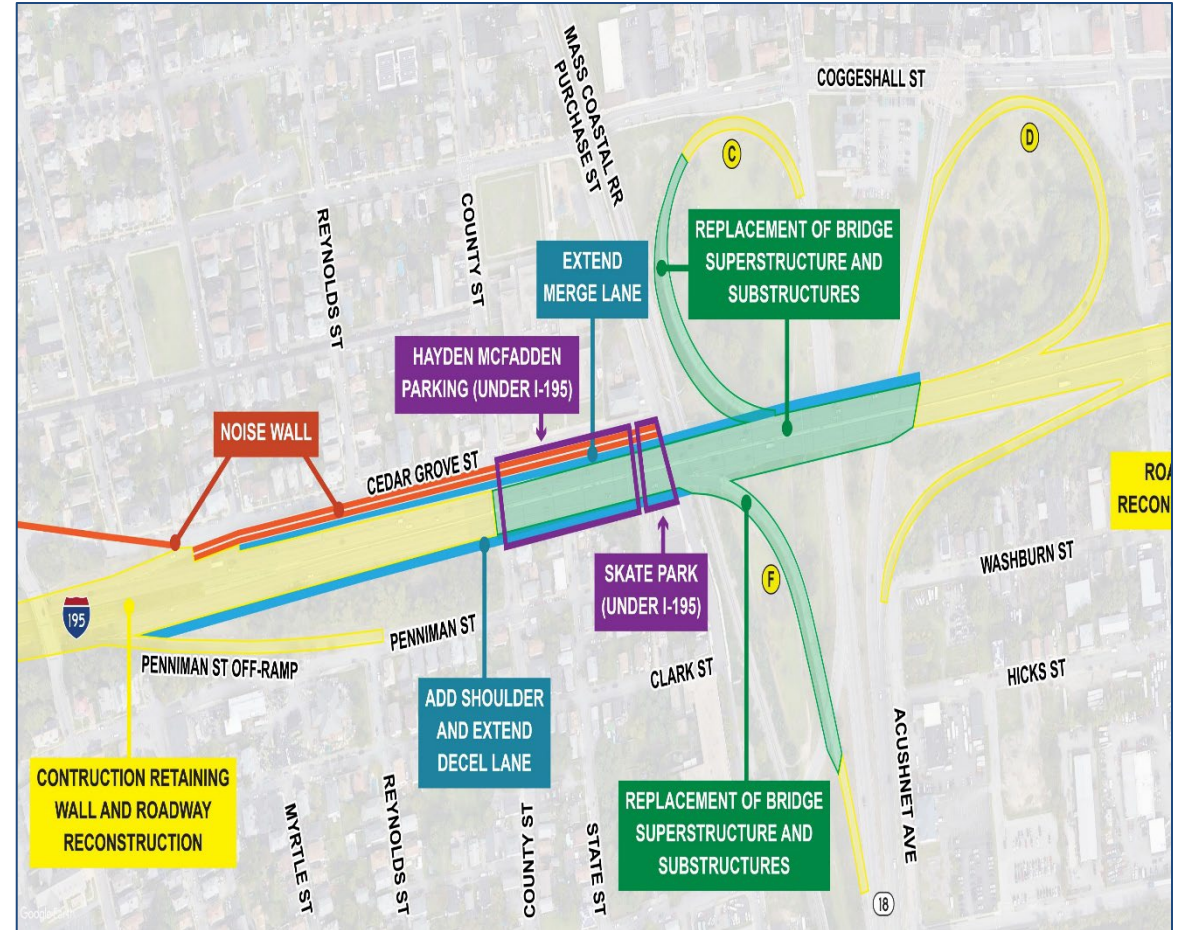 COGGESHALL ST
MASS COASTAL RR
PURCHASE ST
C
D
REYNOLDS ST
COUNTY ST
REPLACEMENT OF BRIDGE
SUPERSTRUCTURE AND
SUBSTRUCTURES
EXTEND
MERGE LANE
HAYDEN MCFADDEN
PARKING (UNDER I-195)
NOISE WALL
CEDAR GROVE ST
ROA
RECON
WASHBURN ST
SKATE PARK
(UNDER I-195)
F
195
PENNIMAN ST
PENNIMAN ST OFF-RAMP
CLARK ST
HICKS ST
ADD SHOULDER
AND EXTEND
DECEL LANE
ACUSHNET AVE
CONTRUCTION RETAINING
WALL AND ROADWAY
RECONSTRUCTION
MYRTLE ST
REYNOLDS ST
COUNTY ST
STATE ST
REPLACEMENT OF BRIDGE
SUPERSTRUCTURE AND
SUBSTRUCTURES
18